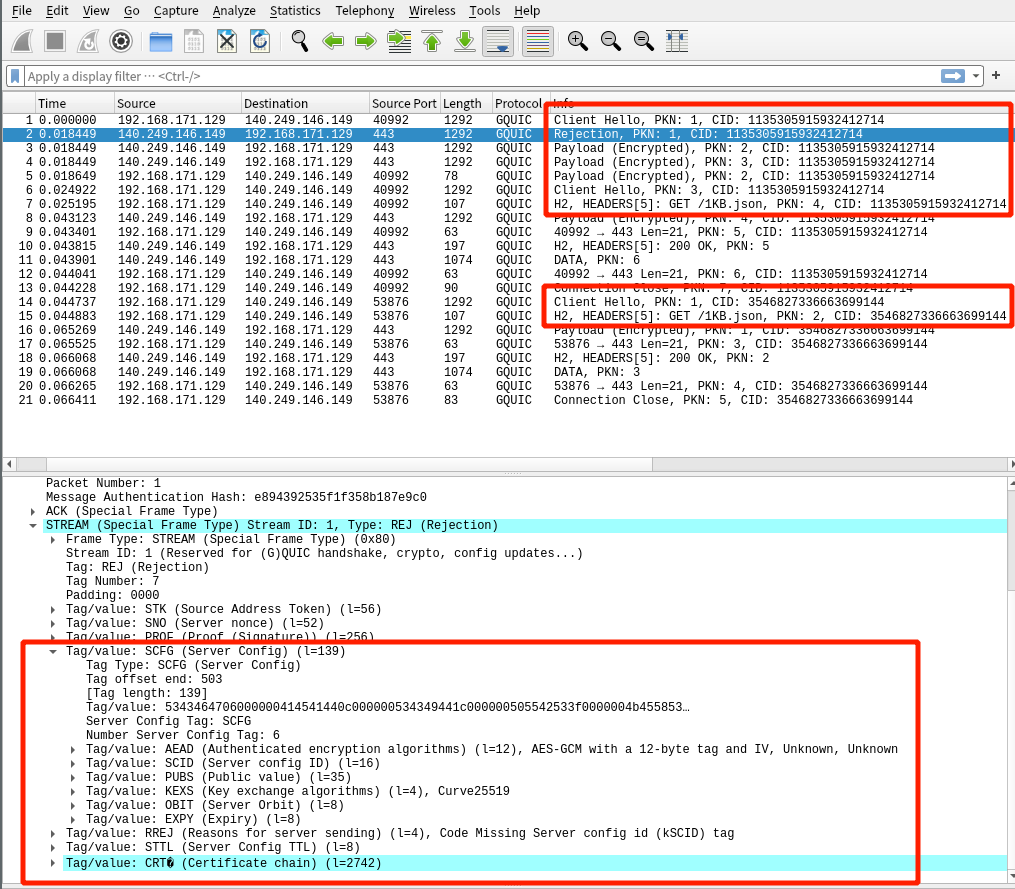 File Edit View Go Capture Analyze Statistics Telephony Wireless Tools Help
Apply a display filter ··· <Ctrl-/>
Time Source Destination Source Port Length Protocol Info
1 0.000000 192.168.171.129 140.249.146.149 40992 1292 GQUIC Client Hello, PKN: 1, CID: 11353059159324127​14
2 0.018449 140.249.146.149 192.168.171.129 443 1292 GQUIC Rejection, PKN: 1, CID: 1135305915932412714
3 0.018449 140.249.146.149 192.168.171.129 443 1292 GQUIC Payload (Encrypted), PKN: 2, CID: 1135305915932412714
4 0.018449 140.249.146.149 192.168.171.129 443 1292 GQUIC Payload (Encrypted), PKN: 3, CID: 1135305915932412714
5 0.018649 192.168.171.129 140.249.146.149 40992 78 GQUIC Payload (Encrypted), PKN: 2, CID: 1135305915932412714
6 0.024922 192.168.171.129 140.249.146.149 40992 1292 GQUIC Client Hello, PKN: 3, CID: 1135305915932412714
7 0.025195 192.168.171.129 140.249.146.149 40992 107 GQUIC H2, HEADERS[5]: GET /1KB.json, PKN: 4, CID: 1135305915932412714
8 0.043123 140.249.146.149 192.168.171.129 443 1292 GQUIC Payload (Encrypted), PKN: 4, CID: 1135305915932412714
9 0.043401 192.168.171.129 140.249.146.149 40992 63 GQUIC 40992 → 443 Len=21, PKN: 5, CID: 1135305915932412714
10 0.043815 140.249.146.149 192.168.171.129 443 197 GQUIC H2, HEADERS[5]: 200 OK, PKN: 5
11 0.043901 140.249.146.149 192.168.171.129 443 1074 GQUIC DATA, PKN: 6
12 0.044041 192.168.171.129 140.249.146.149 40992 63 GQUIC 40992 → 443 Len=21, PKN: 6, CID: 1135305915932412714
13 0.044228 192.168.171.129 140.249.146.149 40992 90 GQUIC Connection Close, PKN: 7, CID: 1135305915932412714
14 0.044737 192.168.171.129 140.249.146.149 53876 1292 GQUIC Client Hello, PKN: 1, CID: 3546827336663699144
15 0.044883 192.168.171.129 140.249.146.149 53876 107 GQUIC H2, HEADERS[5]: GET /1KB.json, PKN: 2, CID: 3546827336663699144
16 0.065269 140.249.146.149 192.168.171.129 443 1292 GQUIC Payload (Encrypted), PKN: 1, CID: 3546827336663699144
17 0.065525 192.168.171.129 140.249.146.149 53876 63 GQUIC 53876 → 443 Len=21, PKN: 3, CID: 3546827336663699144
18 0.066068 140.249.146.149 192.168.171.129 443 197 GQUIC H2, HEADERS[5]: 200 OK, PKN: 2
19 0.066068 140.249.146.149 192.168.171.129 443 1074 GQUIC DATA, PKN: 3
20 0.066265 192.168.171.129 140.249.146.149 53876 63 GQUIC 53876 → 443 Len=21, PKN: 4, CID: 3546827336663699144
21 0.066411 192.168.171.129 140.249.146.149 53876 83 GQUIC Connection Close, PKN: 5, CID: 3546827336663699144
Packet Number: 1
Message Authentication Hash: e894392535f1f358b187e9c0
ACK (Special Frame Type)
STREAM (Special Frame Type) Stream ID: 1, Type: REJ (Rejection)
Frame Type: STREAM (Special Frame Type) (0x80)
Stream ID: 1 (Reserved for (G)QUIC handshake, crypto, config updates...)
Tag: REJ (Rejection)
Tag Number: 7
Padding: 0000
Tag/value: STK (Source Address Token) (l=56)
Tag/value: SNO (Server nonce) (l=52)
Tag/value: PROF (Proof (Signature)) (l=256)
Tag/value: SCFG (Server Config) (l=139)
Tag Type: SCFG (Server Config)
Tag offset end: 503
[Tag length: 139]
Tag/value: 5343464706000000414541440c000000534349441c000000505542533f0000004b455853…
Server Config Tag: SCFG
Number Server Config Tag: 6
Tag/value: AEAD (Authenticated encryption algorithms) (l=12), AES-GCM with a 12-byte tag and IV, Unknown, Unknown
Tag/value: SCID (Server config ID) (l=16)
Tag/value: PUBS (Public value) (l=35)
Tag/value: KEXS (Key exchange algorithms) (l=4), Curve25519
Tag/value: OBIT (Server Orbit) (l=8)
Tag/value: EXPY (Expiry) (l=8)
Tag/value: RREJ (Reasons for server sending) (l=4), Code Missing Server config id (kSCID) tag
Tag/value: STTL (Server Config TTL) (l=8)
Tag/value: CRT� (Certificate chain) (l=2742)